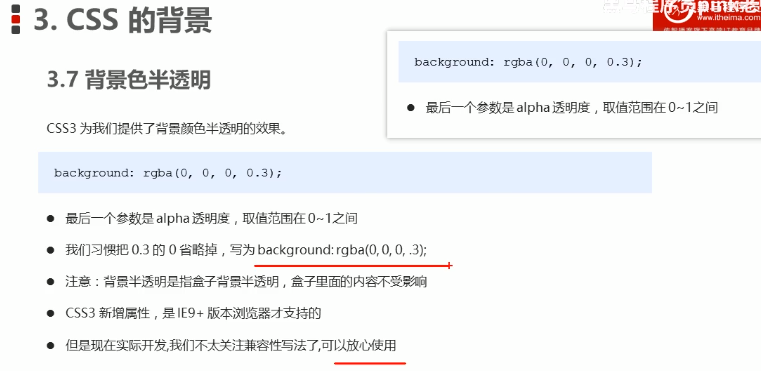 3. CSS 的背景
www.itheima.com
background: rgba(0, 0, 0, 0.3);
最后一个参数是 alpha 透明度，取值范围在 0~1之间
3.7 背景色半透明
CSS3 为我们提供了背景颜色半透明的效果。
background: rgba(0, 0, 0, 0.3);
最后一个参数是 alpha 透明度，取值范围在 0~1之间
我们习惯把 0.3 的 0 省略掉，写为 background: rgba(0, 0, 0, .3);
注意：背景半透明是指盒子背景半透明，盒子里面的内容不受影响
CSS3 新增属性，是 IE9+ 版本浏览器才支持的
但是现在实际开发,我们不太关注兼容性写法了,可以放心使用